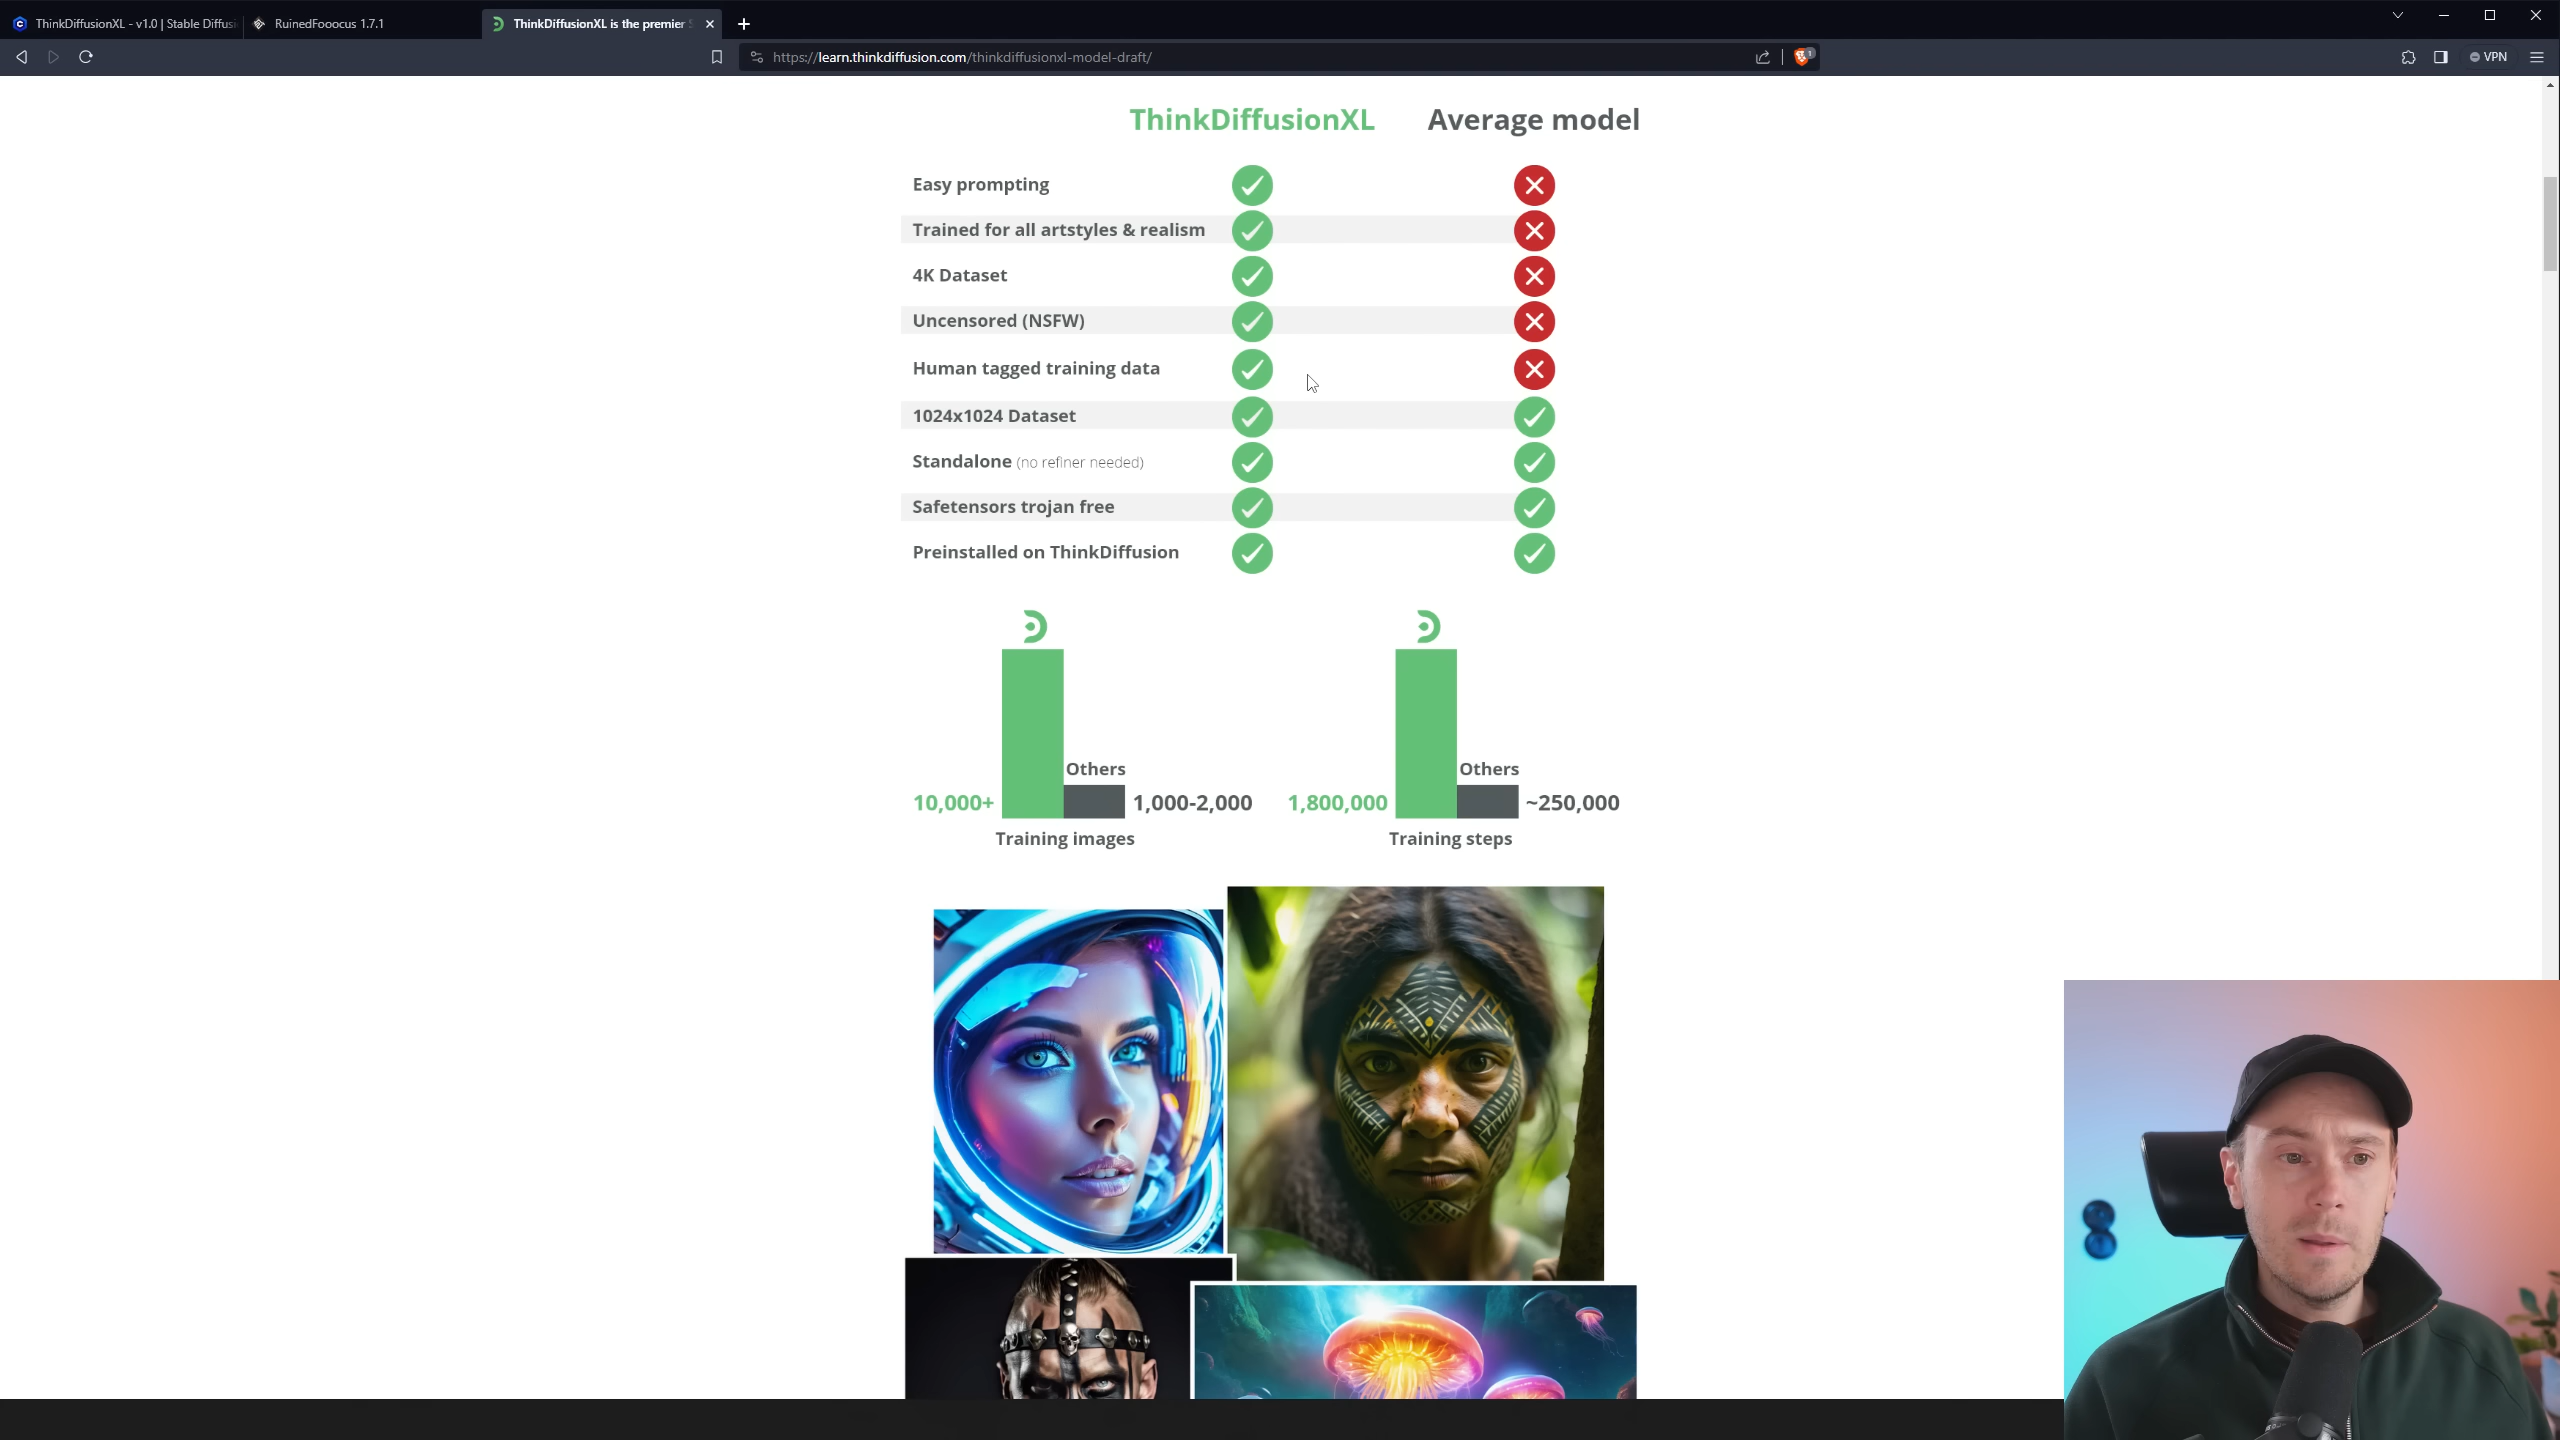 ThinkDiffusionXL - v1.0 | Stable Diffus
RuinedFooocus 1.7.1
ThinkDiffusionXL is the premier S
https://learn.thinkdiffusion.com/thinkdiffusionxl-model-draft/
1
VPN
ThinkDiffusionXL Average model
Easy prompting
Trained for all artstyles & realism
4K Dataset
Uncensored (NSFW)
Human tagged training data
1024x1024 Dataset
Standalone (no refiner needed)
Safetensors trojan free
Preinstalled on ThinkDiffusion
Others
10,000+ 1,000-2,000
Training images
Others
1,800,000 ~250,000
Training steps